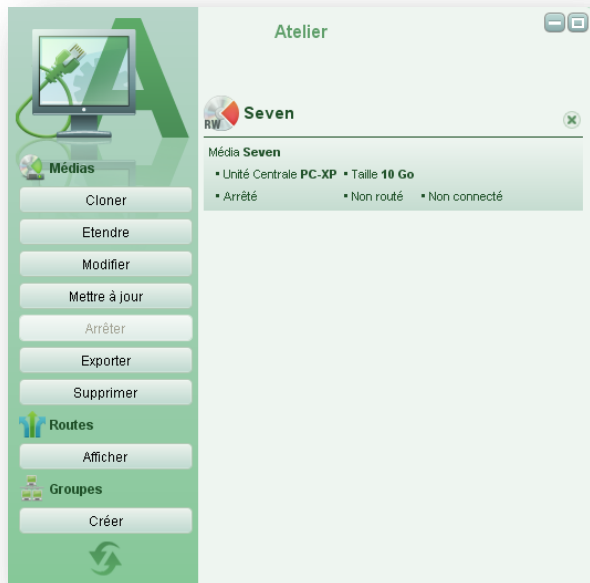 Atelier
A
RW
Seven
Média Seven
▪ Unité Centrale PC-XP ▪ Taille 10 Go
▪ Arrêté ▪ Non routé ▪ Non connecté
Médias
Cloner
Etendre
Modifier
Mettre à jour
Arrêter
Exporter
Supprimer
Routes
Afficher
Groupes
Créer